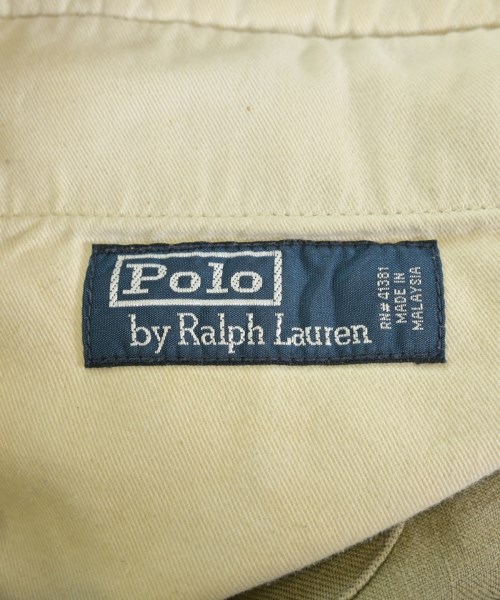 Polo
by Ralph Lauren
RN# 41381
MADE IN
MALAYSIA